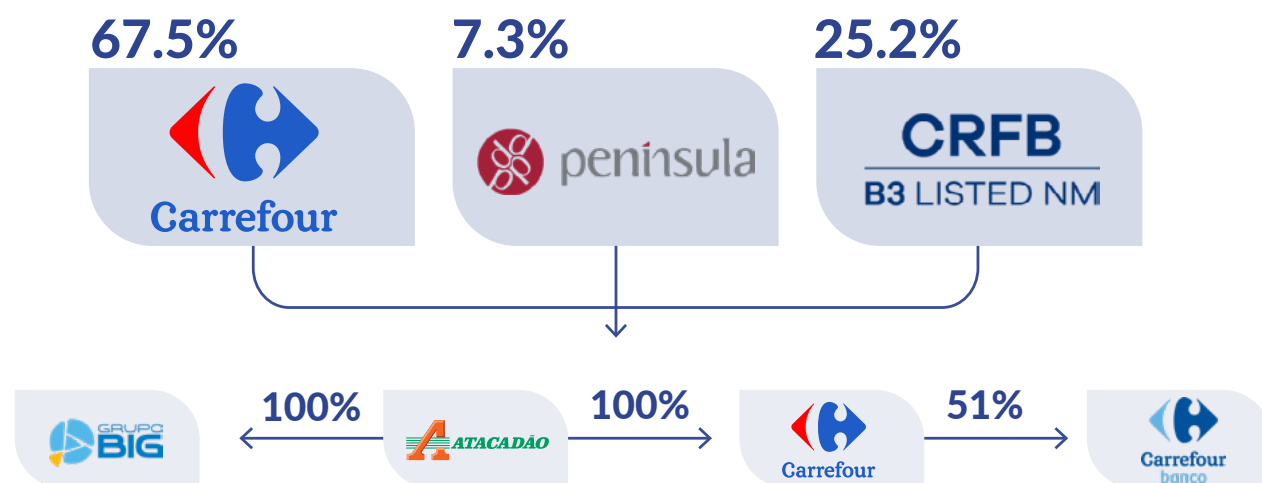 67.5%
7.3%
25.2%
Carrefour
península
CRFB
B3 LISTED NM
GRUPO
BIG
100%
ATACADÃO
100%
Carrefour
51%
Carrefour
banco